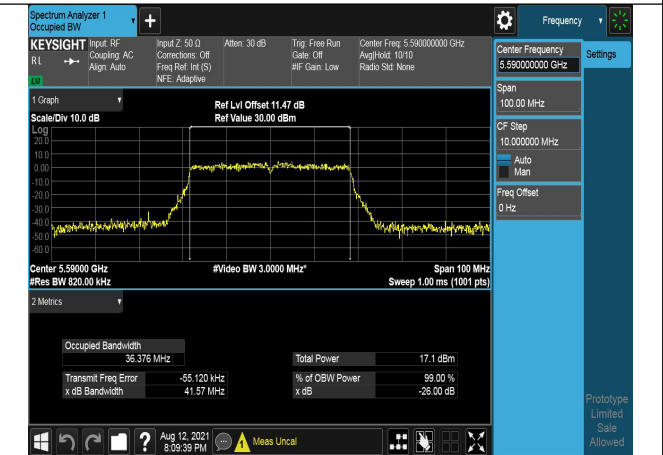 Spectrum Analyzer 1
Occupied BW
+
Frequency
KEYSIGHT
RL
Input: RF
Coupling: AC
Align: Auto
Input Z: 50 Ω
Corrections: Off
Freq Ref: Int (S)
NFE: Adaptive
Atten: 30 dB
Trig: Free Run
Gate: Off
#IF Gain: Low
Center Freq: 5.590000000 GHz
Avg|Hold: 10/10
Radio Std: None
Center Frequency
5.590000000 GHz
Settings
Span
100.00 MHz
CF Step
10.000000 MHz
Auto
Man
Freq Offset
0 Hz
1 Graph
Scale/Div 10.0 dB
Ref Lvl Offset 11.47 dB
Ref Value 30.00 dBm
Log
20.0
10.0
0.00
-10.0
-20.0
-30.0
-40.0
-50.0
-60.0
Center 5.59000 GHz
#Res BW 820.00 kHz
#Video BW 3.0000 MHz*
Span 100 MHz
Sweep 1.00 ms (1001 pts)
2 Metrics
Occupied Bandwidth
36.376 MHz
Total Power 17.1 dBm
Transmit Freq Error -55.120 kHz
% of OBW Power 99.00 %
x dB Bandwidth 41.57 MHz
x dB -26.00 dB
Prototype
Limited
Sale
Allowed
?
Aug 12, 2021
8:09:39 PM
Meas Uncal